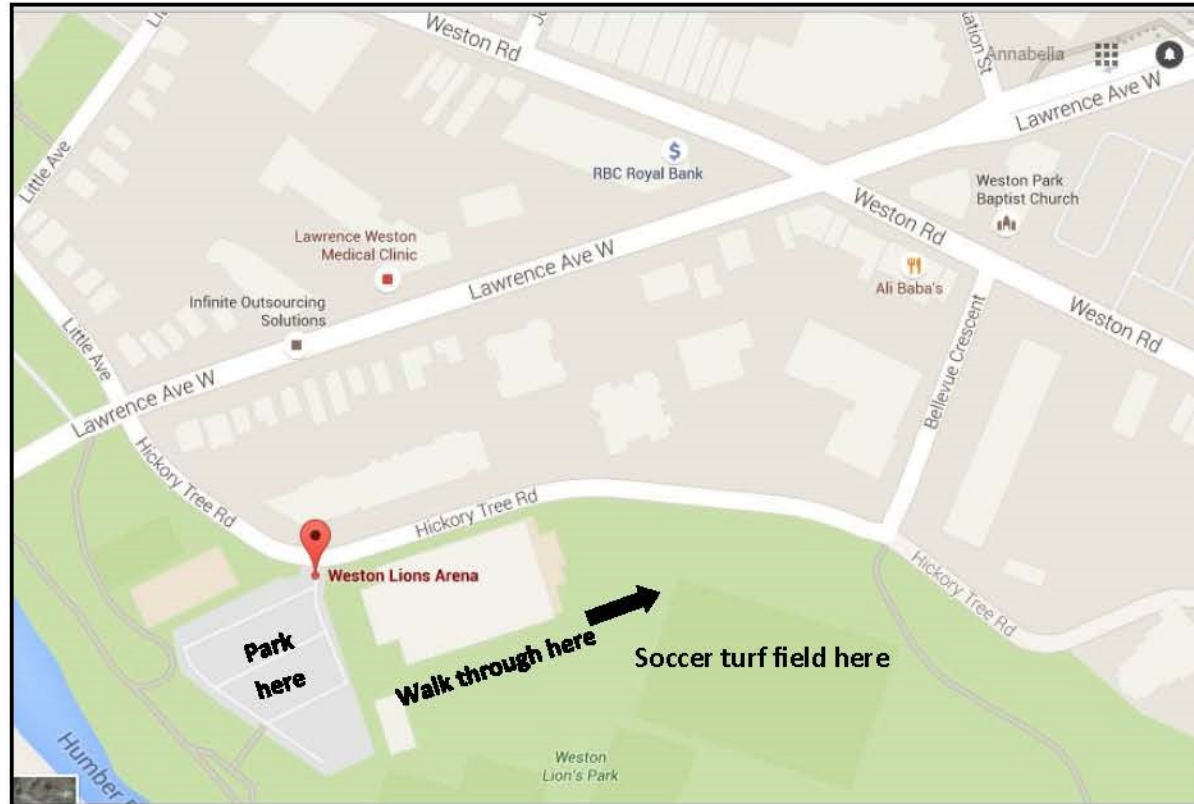 Weston Rd
Annabella
Lawrence Ave W
Little Ave
RBC Royal Bank
Weston Park
Baptist Church
Weston Rd
Lawrence Weston
Medical Clinic
Lawrence Ave W
Ali Baba's
Infinite Outsourcing
Solutions
Little Ave
Weston Rd
Bellevue Crescent
Lawrence Ave W
Hickory Tree Rd
Hickory Tree Rd
Weston Lions Arena
Hickory Tree Rd
Park
here
Walk through here
Soccer turf field here
Humber
Weston
Lion's Park